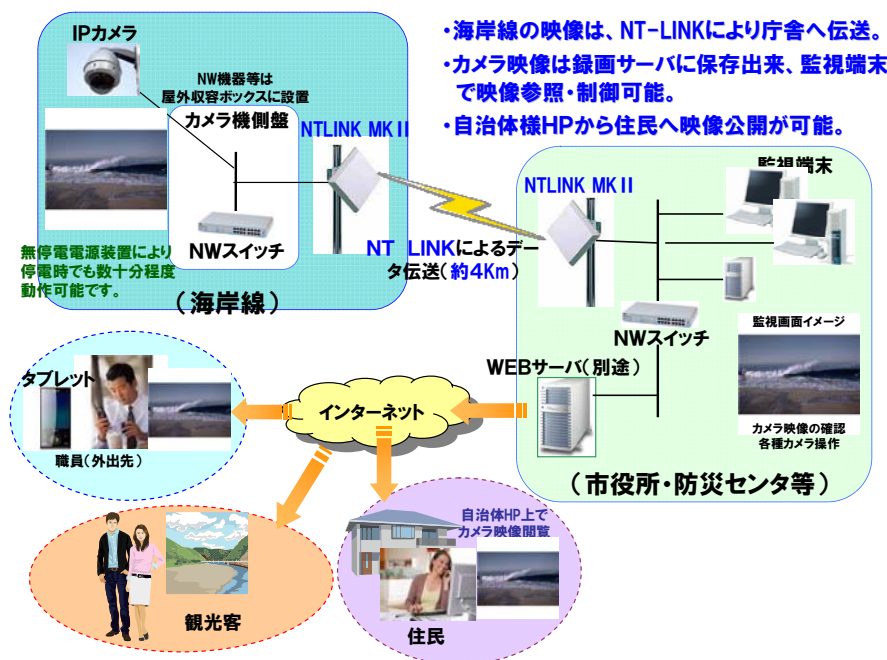 ・海岸線の映像は、NT-LINKにより庁舎へ伝送。
・カメラ映像は録画サーバに保存出来、監視端末
で映像参照・制御可能。
・自治体様HPから住民へ映像公開が可能。
IPカメラ
NW機器等は
屋外収容ボックスに設置
カメラ機側盤
NTLINK MKⅡ
NWスイッチ
無停電電源装置により
停電時でも数十分程度
動作可能です。
（海岸線）
NT LINKによるデー
タ伝送（約4Km）
監視端末
NTLINK MKⅡ
NWスイッチ
監視画面イメージ
WEBサーバ（別途）
カメラ映像の確認
各種カメラ操作
（市役所・防災センタ等）
タブレット
職員（外出先）
インターネット
観光客
自治体HP上で
カメラ映像閲覧
住民